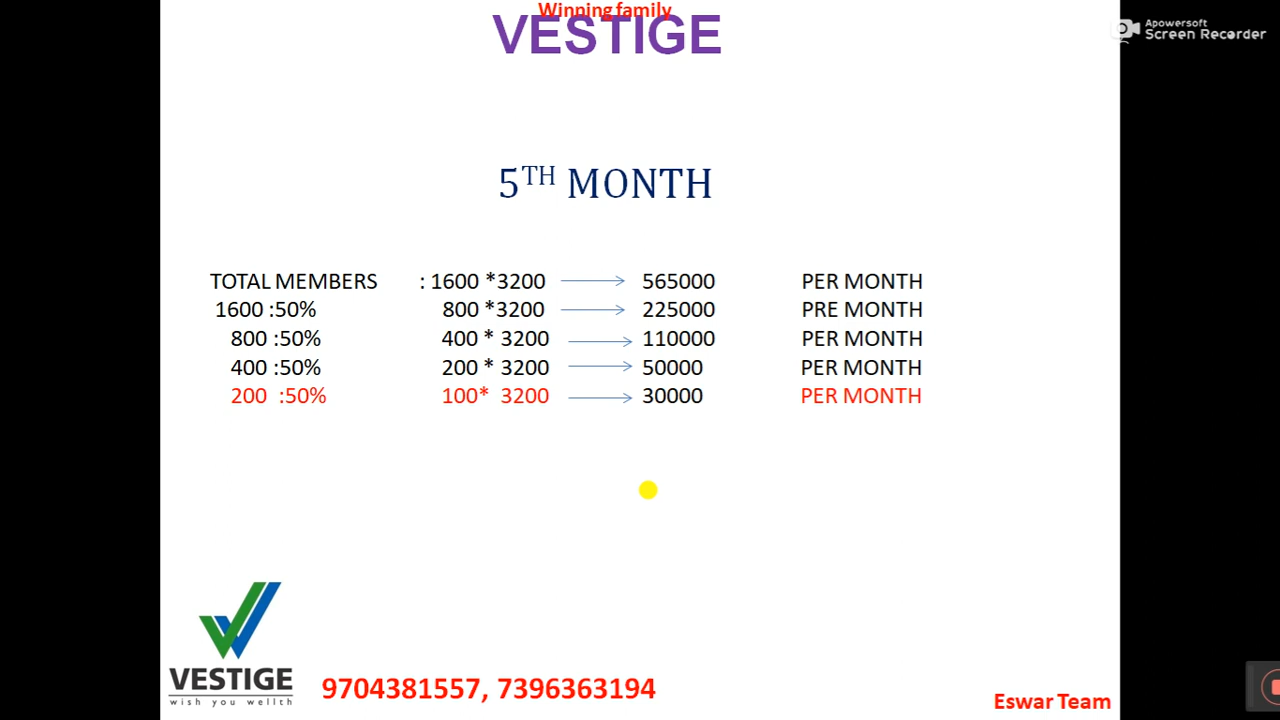 Winning family
VESTIGE
Apowersoft
Screen Recorder
5TH MONTH
TOTAL MEMBERS : 1600 *3200 565000 PER MONTH
1600 :50% 800 *3200 225000 PRE MONTH
800 :50% 400 * 3200 110000 PER MONTH
400 :50% 200 * 3200 50000 PER MONTH
200 :50% 100* 3200 30000 PER MONTH
VESTIGE
wish you wellth
9704381557, 7396363194
Eswar Team